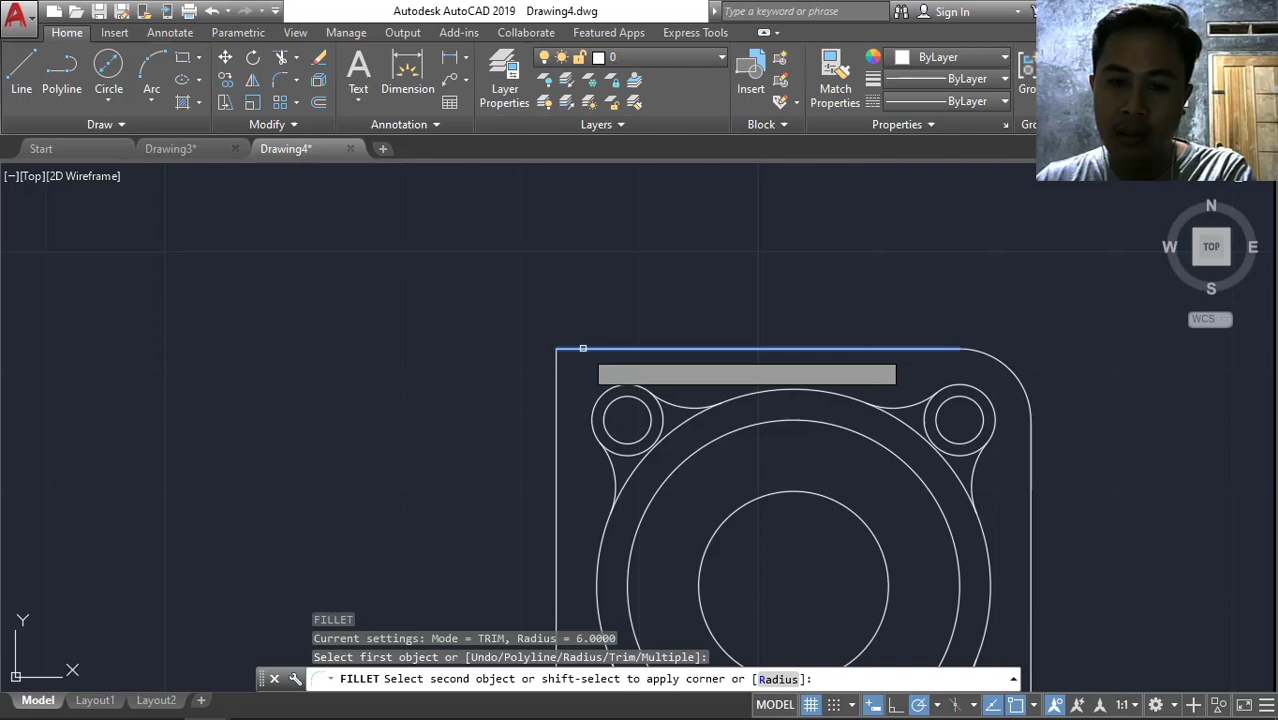 Autodesk AutoCAD 2019 Drawing4.dwg
Type a keyword or phrase
Sign In
Home Insert Annotate Parametric View Manage Output Add-ins Collaborate Featured Apps Express Tools
Line Polyline Circle Arc
Text Dimension
Layer Properties
0
Insert
Match Properties
ByLayer
ByLayer
ByLayer
Gro
Draw Modify Annotation Layers Block Properties
Start Drawing3* Drawing4*
[−][Top][2D Wireframe]
N
W TOP E
S
WCS
Y
X
FILLET
Current settings: Mode = TRIM, Radius = 6.0000
Select first object or [Undo/Polyline/Radius/Trim/Multiple]:
FILLET Select second object or shift-select to apply corner or [Radius]:
Model Layout1 Layout2 +
MODEL 1:1